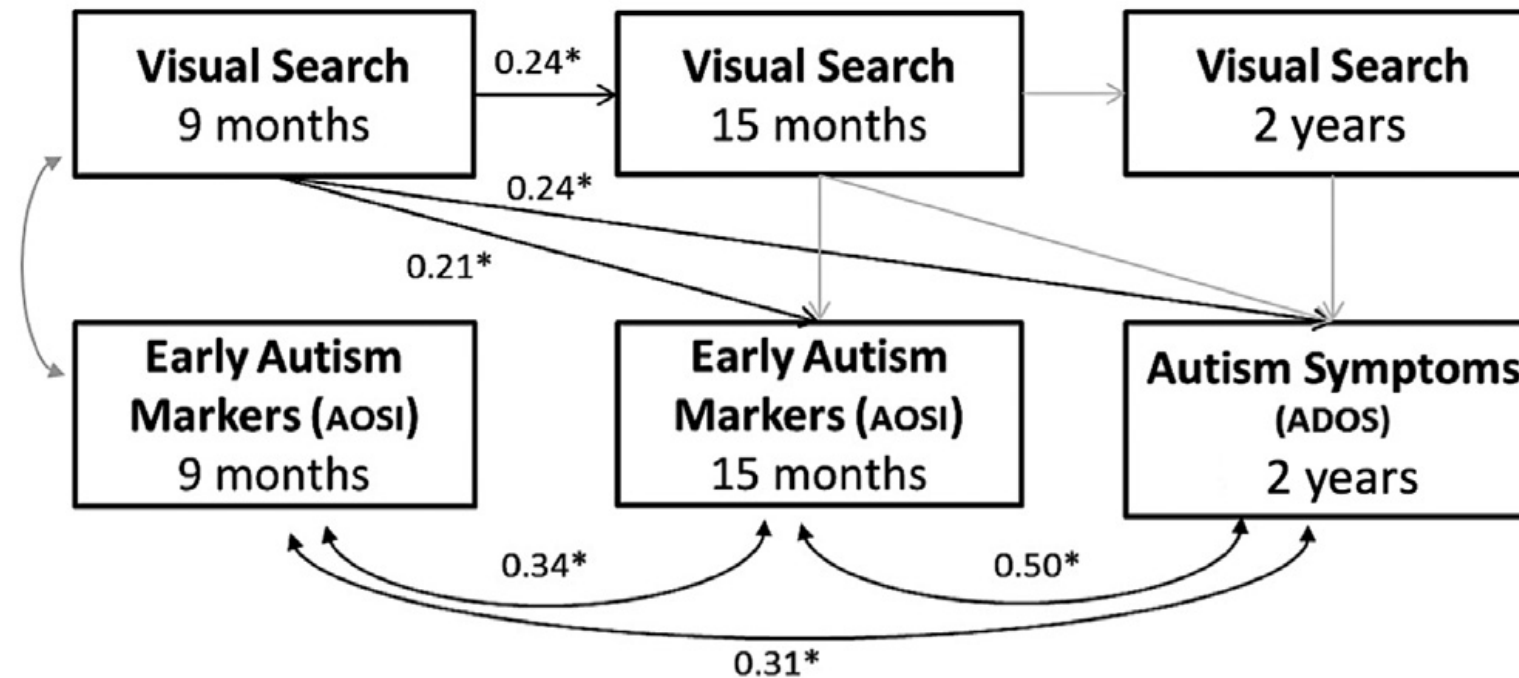 Visual Search
9 months
0.24*
Visual Search
15 months
Visual Search
2 years
0.24*
0.21*
Early Autism
Markers (AOSI)
9 months
Early Autism
Markers (AOSI)
15 months
Autism Symptoms
(ADOS)
2 years
0.34*
0.50*
0.31*